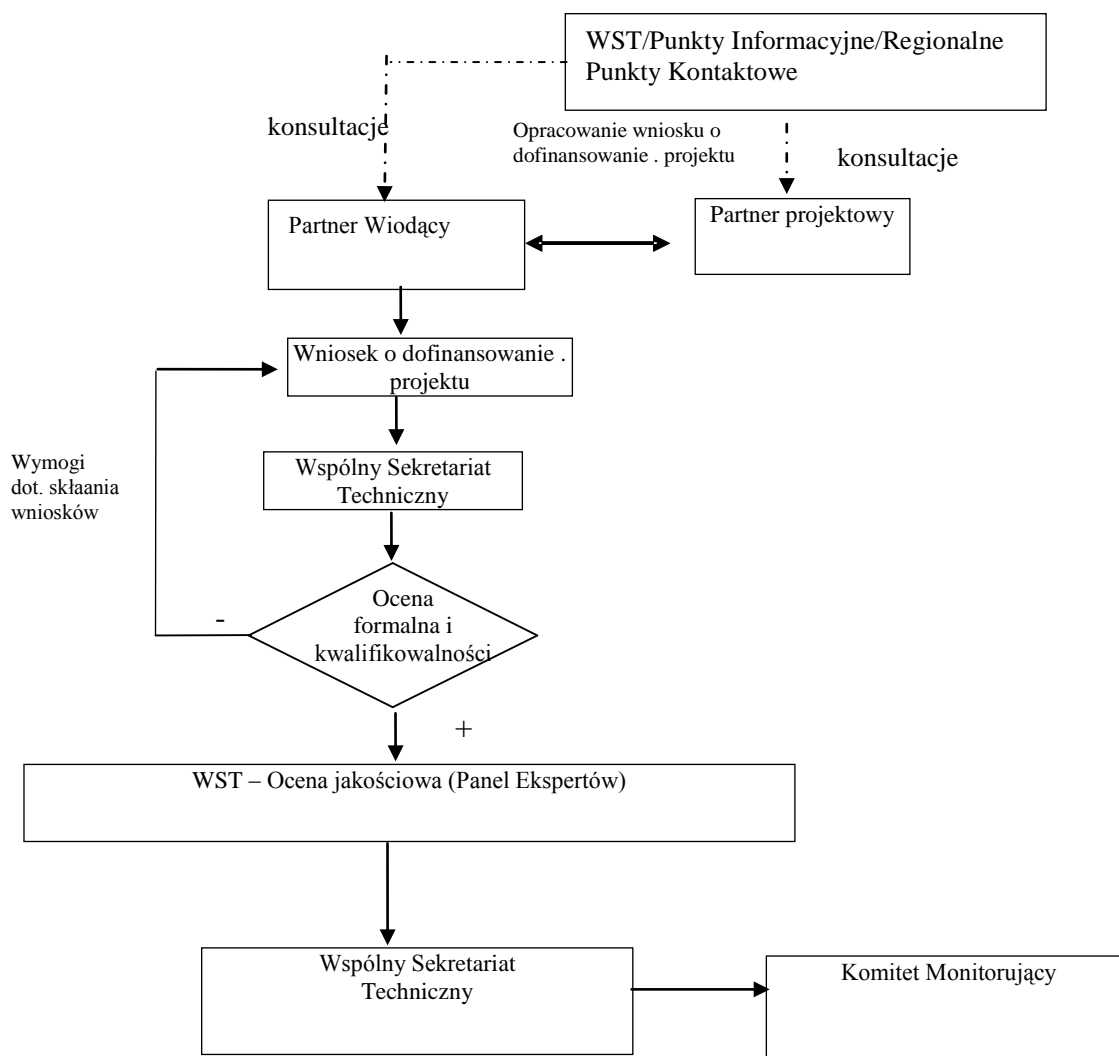 WST/Punkty Informacyjne/Regionalne
Punkty Kontaktowe
konsultacje
Opracowanie wniosku o
dofinansowanie . projektu
konsultacje
Partner Wiodący
Partner projektowy
Wniosek o dofinansowanie .
projektu
Wymogi
dot. skłaania
wniosków
Wspólny Sekretariat
Techniczny
Ocena
formalna i
kwalifikowalności
-
+
WST – Ocena jakościowa (Panel Ekspertów)
Wspólny Sekretariat
Techniczny
Komitet Monitorujący